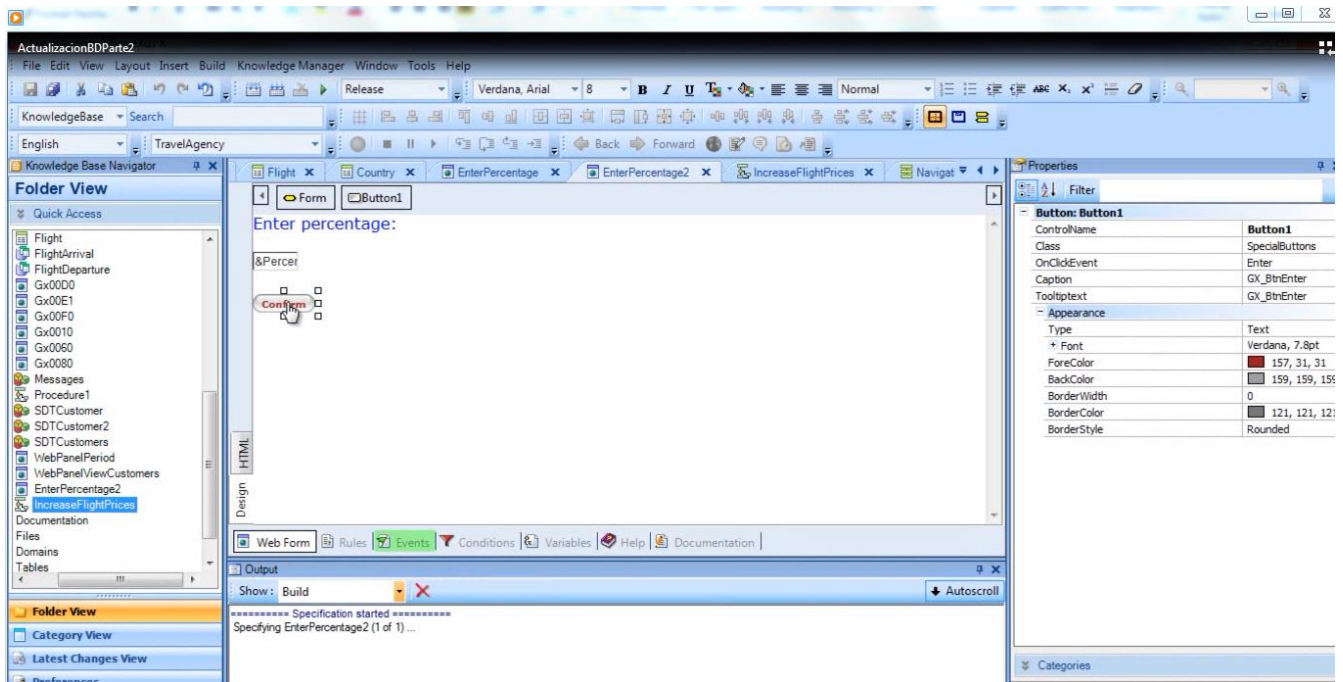 ActualizacionBDParte2
File Edit View Layout Insert Build Knowledge Manager Window Tools Help
Release Verdana, Arial 8 B I U Normal ABC
KnowledgeBase Search
English TravelAgency Back Forward
Knowledge Base Navigator
Folder View
Quick Access
Flight
FlightArrival
FlightDeparture
Gx00D0
Gx00E1
Gx00F0
Gx0010
Gx0060
Gx0080
Messages
Procedure1
SDTCustomer
SDTCustomer2
SDTCustomers
WebPanelPeriod
WebPanelViewCustomers
EnterPercentage2
IncreaseFlightPrices
Documentation
Files
Domains
Tables
Folder View
Category View
Latest Changes View
Preferences
Flight Country EnterPercentage EnterPercentage2 IncreaseFlightPrices Navigat
Form Button1
Enter percentage:
&Percer
Confirm
HTML
Design
Web Form Rules Events Conditions Variables Help Documentation
Output
Show: Build Autoscroll
========== Specification started ==========
Specifying EnterPercentage2 (1 of 1) ...
Properties
Filter
Button: Button1
ControlName Button1
Class SpecialButtons
OnClickEvent Enter
Caption GX_BtnEnter
Tooltiptext GX_BtnEnter
Appearance
Type Text
Font Verdana, 7.8pt
ForeColor 157, 31, 31
BackColor 159, 159, 159
BorderWidth 0
BorderColor 121, 121, 121
BorderStyle Rounded
Categories